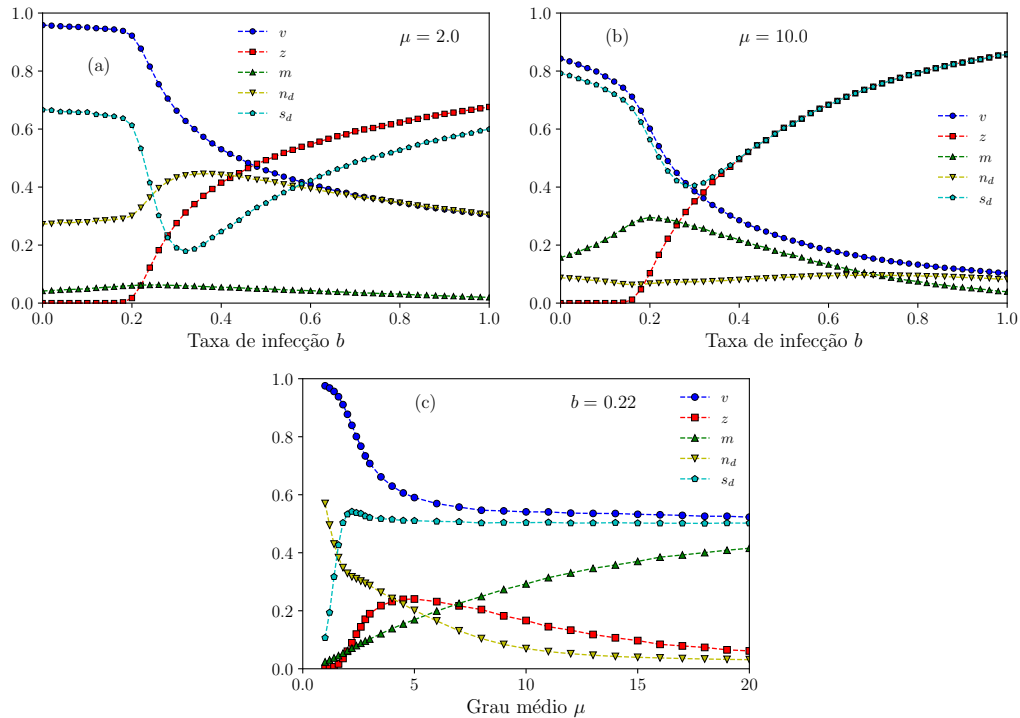 1.0
0.8
0.6
0.4
0.2
0.0
0.0 0.2 0.4 0.6 0.8 1.0
Taxa de infecção b
(a)
μ = 2.0
v
z
m
n_d
s_d
1.0
0.8
0.6
0.4
0.2
0.0
0.0 0.2 0.4 0.6 0.8 1.0
Taxa de infecção b
(b)
μ = 10.0
v
z
m
n_d
s_d
1.0
0.8
0.6
0.4
0.2
0.0
0.0 5 10 15 20
Grau médio μ
(c)
b = 0.22
v
z
m
n_d
s_d